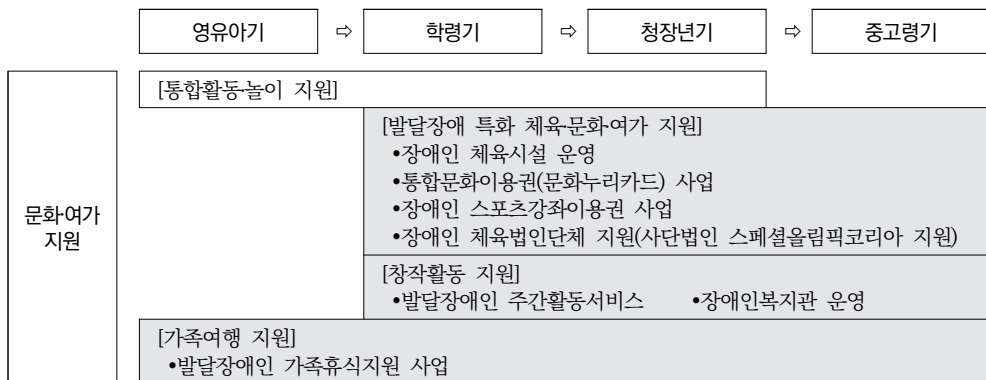 영유아기 ⇨ 학령기 ⇨ 청장년기 ⇨ 중고령기
[통합활동·놀이 지원]
[발달장애 특화 체육·문화·여가 지원]
•장애인 체육시설 운영
•통합문화이용권(문화누리카드) 사업
•장애인 스포츠강좌이용권 사업
•장애인 체육법인단체 지원(사단법인 스페셜올림픽코리아 지원)
문화·여가
지원
[창작활동 지원]
•발달장애인 주간활동서비스 •장애인복지관 운영
[가족여행 지원]
•발달장애인 가족휴식지원 사업